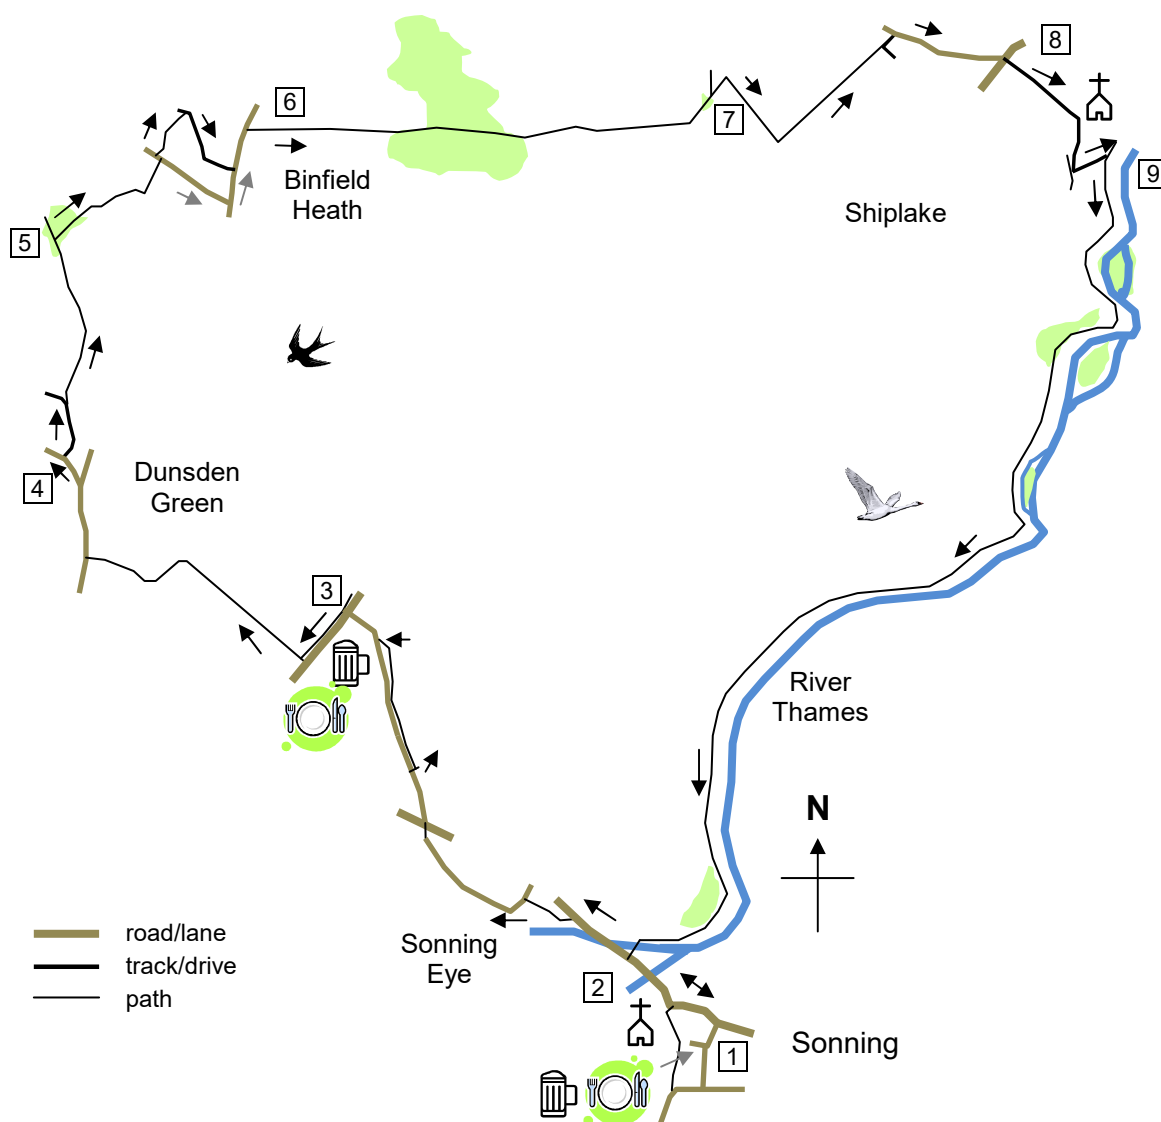 8
6
7
9
Binfield
Heath
Shiplake
5
Dunsden
Green
4
3
River
Thames
N
road/lane
track/drive
path
Sonning
Eye
2
Sonning
1